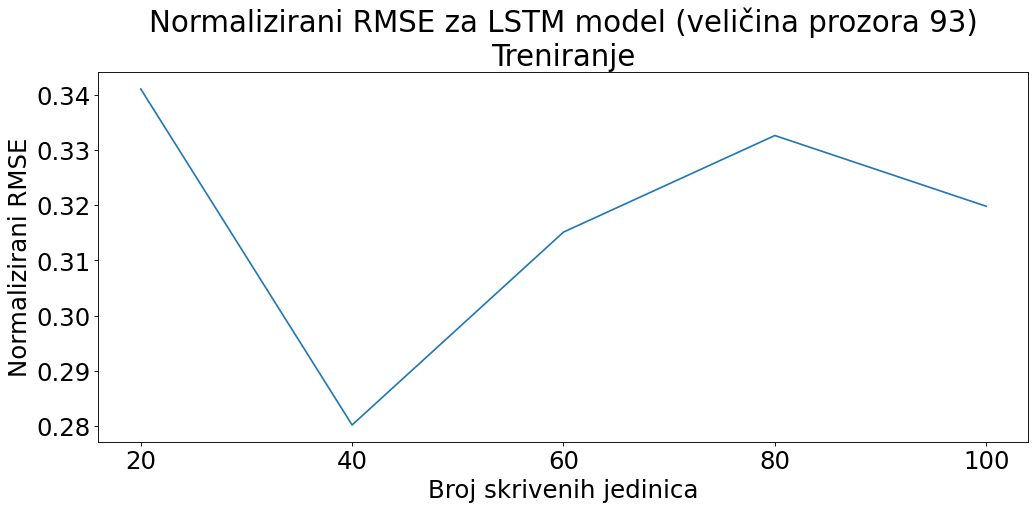 Normalizirani RMSE za LSTM model (veličina prozora 93)
Treniranje
Normalizirani RMSE
0.34
0.33
0.32
0.31
0.30
0.29
0.28
20 40 60 80 100
Broj skrivenih jedinica